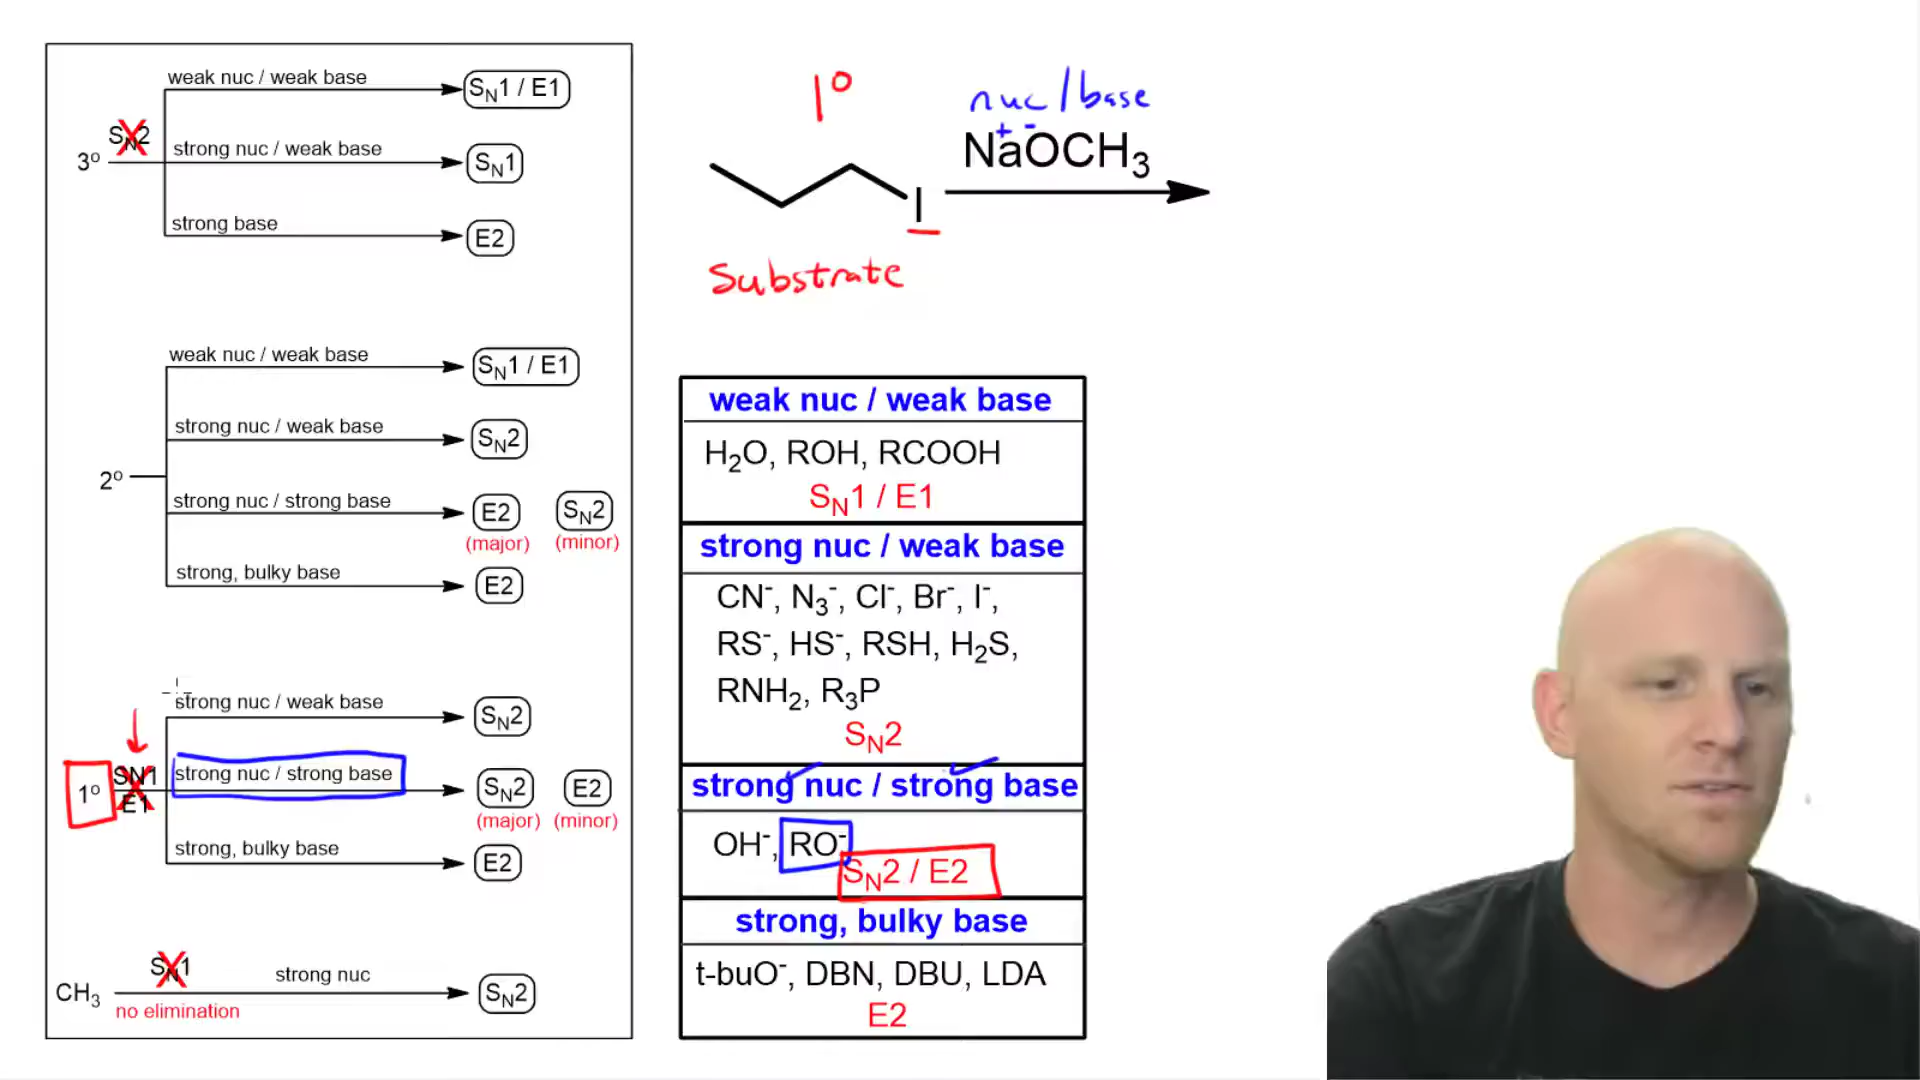 weak nuc / weak base
SN1 / E1
SN2
3º
strong nuc / weak base
SN1
strong base
E2
weak nuc / weak base
SN1 / E1
strong nuc / weak base
SN2
2º
strong nuc / strong base
E2
SN2
(major)
(minor)
strong, bulky base
E2
strong nuc / weak base
SN2
1º
SN1
E1
strong nuc / strong base
SN2
E2
(major)
(minor)
strong, bulky base
E2
SN1
strong nuc
CH3
SN2
no elimination
1º
nuc/base
+ -
NaOCH3
I
Substrate
weak nuc / weak base
H2O, ROH, RCOOH
SN1 / E1
strong nuc / weak base
CN-, N3-, Cl-, Br-, I-,
RS-, HS-, RSH, H2S,
RNH2, R3P
SN2
strong nuc / strong base
OH-, RO-
SN2 / E2
strong, bulky base
t-buO-, DBN, DBU, LDA
E2